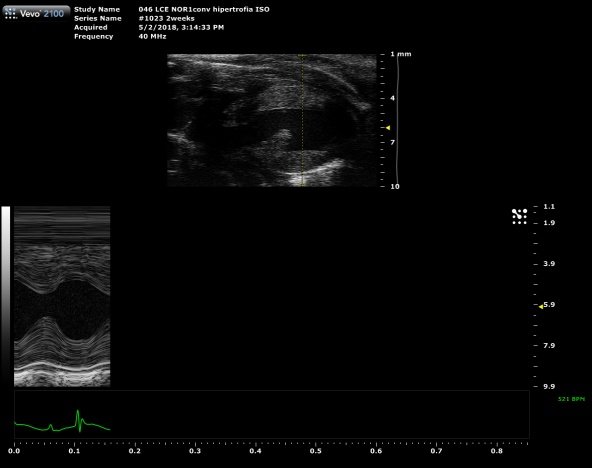 Vevo 2100
Study Name 046 LCE NOR1conv hipertrofia ISO
Series Name #1023 2weeks
Acquired 5/2/2018, 3:14:33 PM
Frequency 40 MHz
1 mm
4
7
10
1.1
1.9
3.9
5.9
7.9
9.9
521 BPM
0.0 0.1 0.2 0.3 0.4 0.5 0.6 0.7 0.8